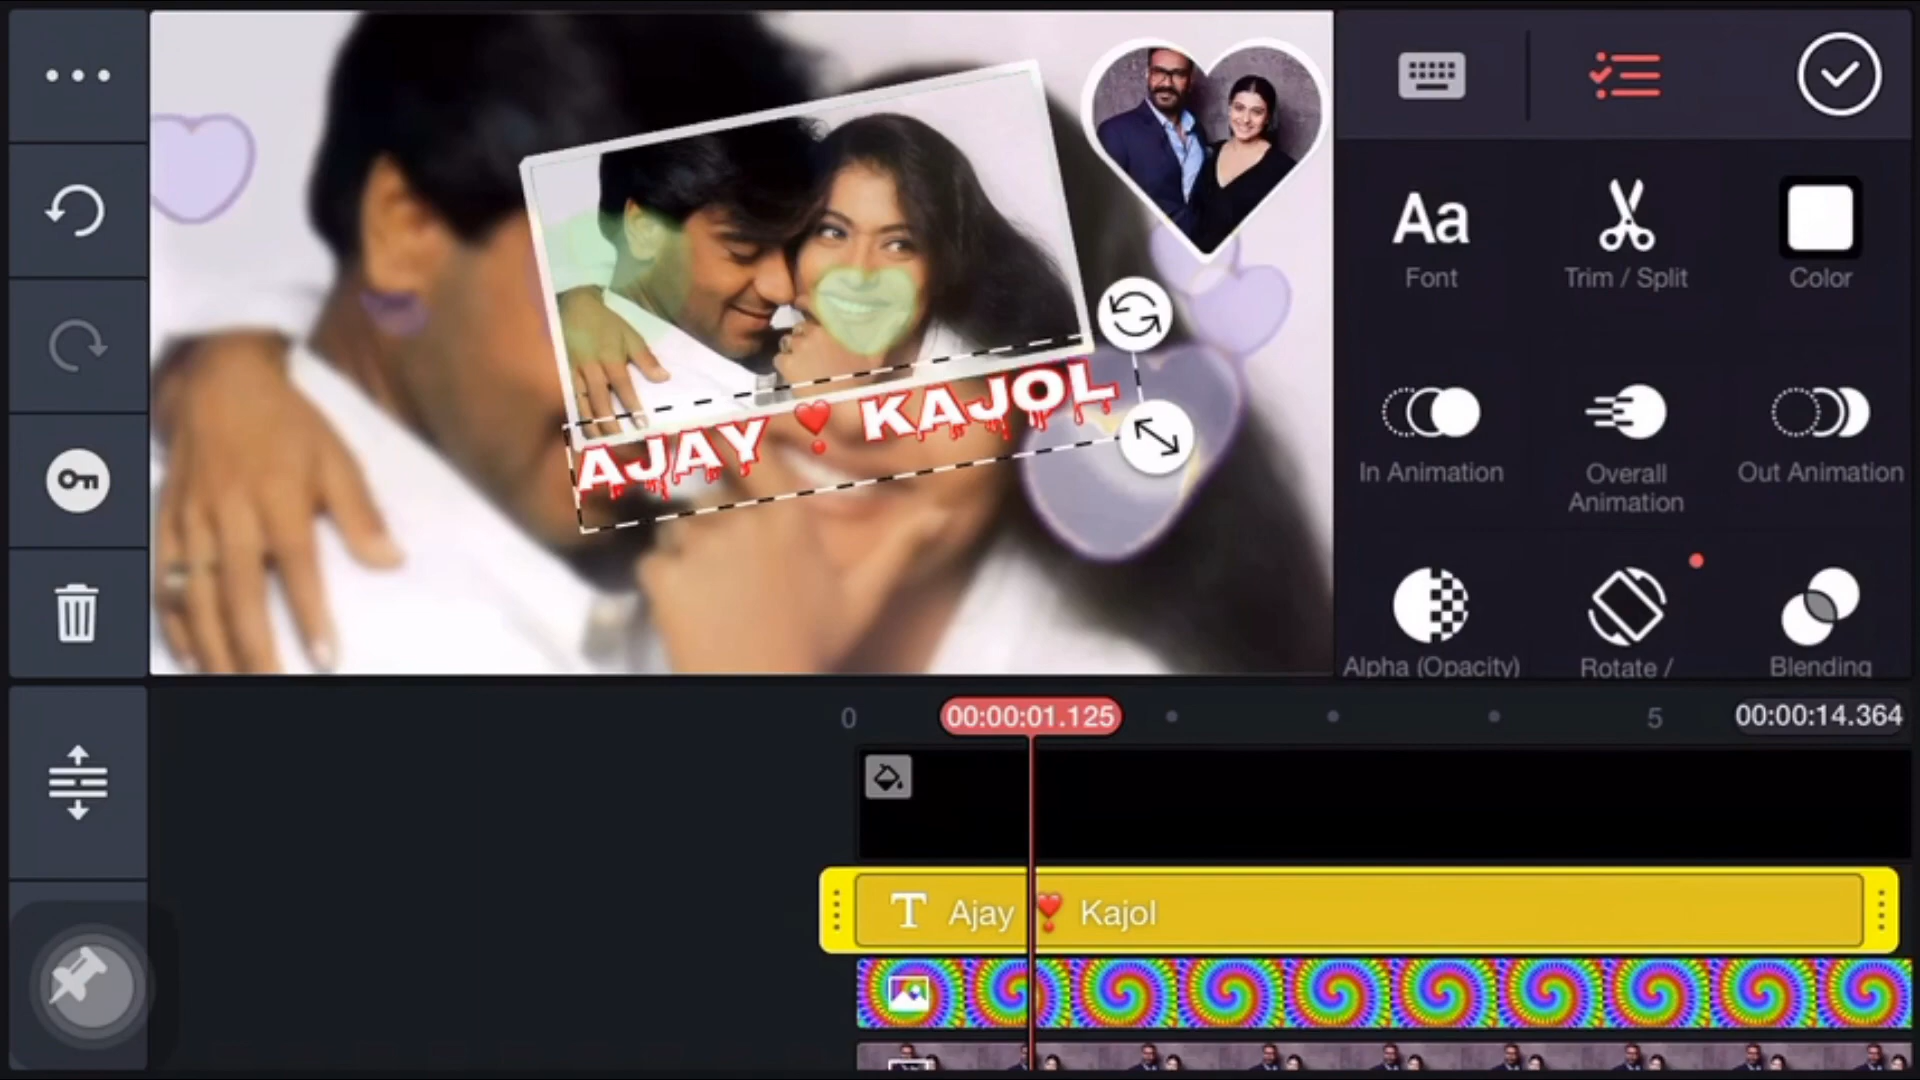 AJAY ❣️ KAJOL
Aa
Font
Trim / Split
Color
In Animation
Overall
Animation
Out Animation
Alpha (Opacity)
Rotate /
Blending
0
00:00:01.125
5
00:00:14.364
T Ajay ❣️ Kajol